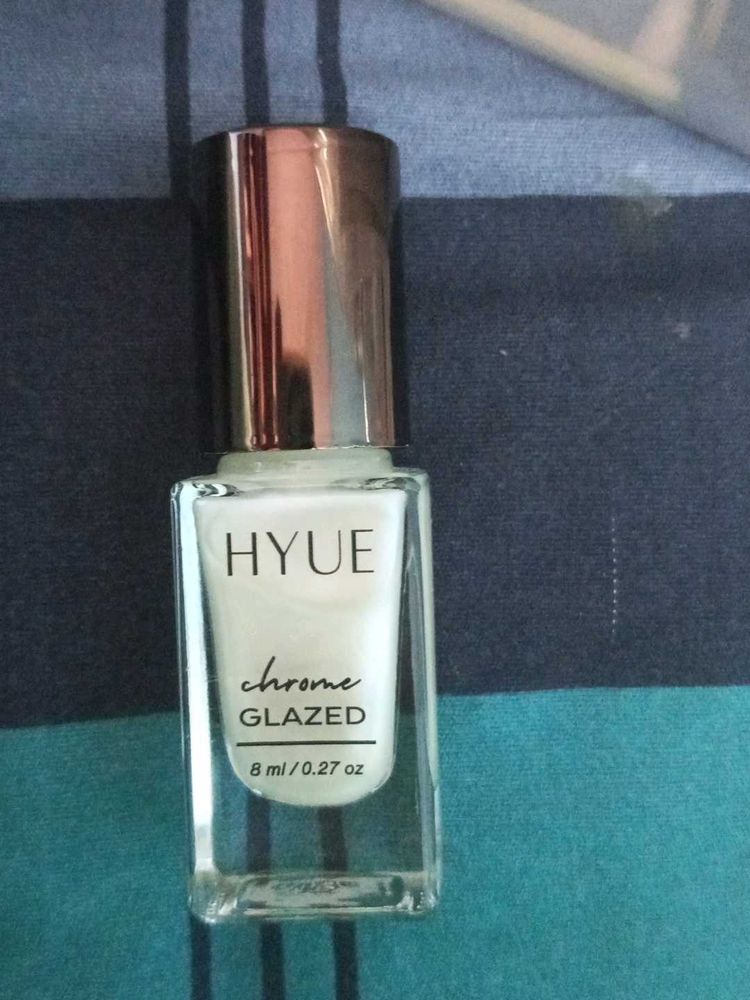 HYUE
chrome
GLAZED
8 ml / 0.27 oz